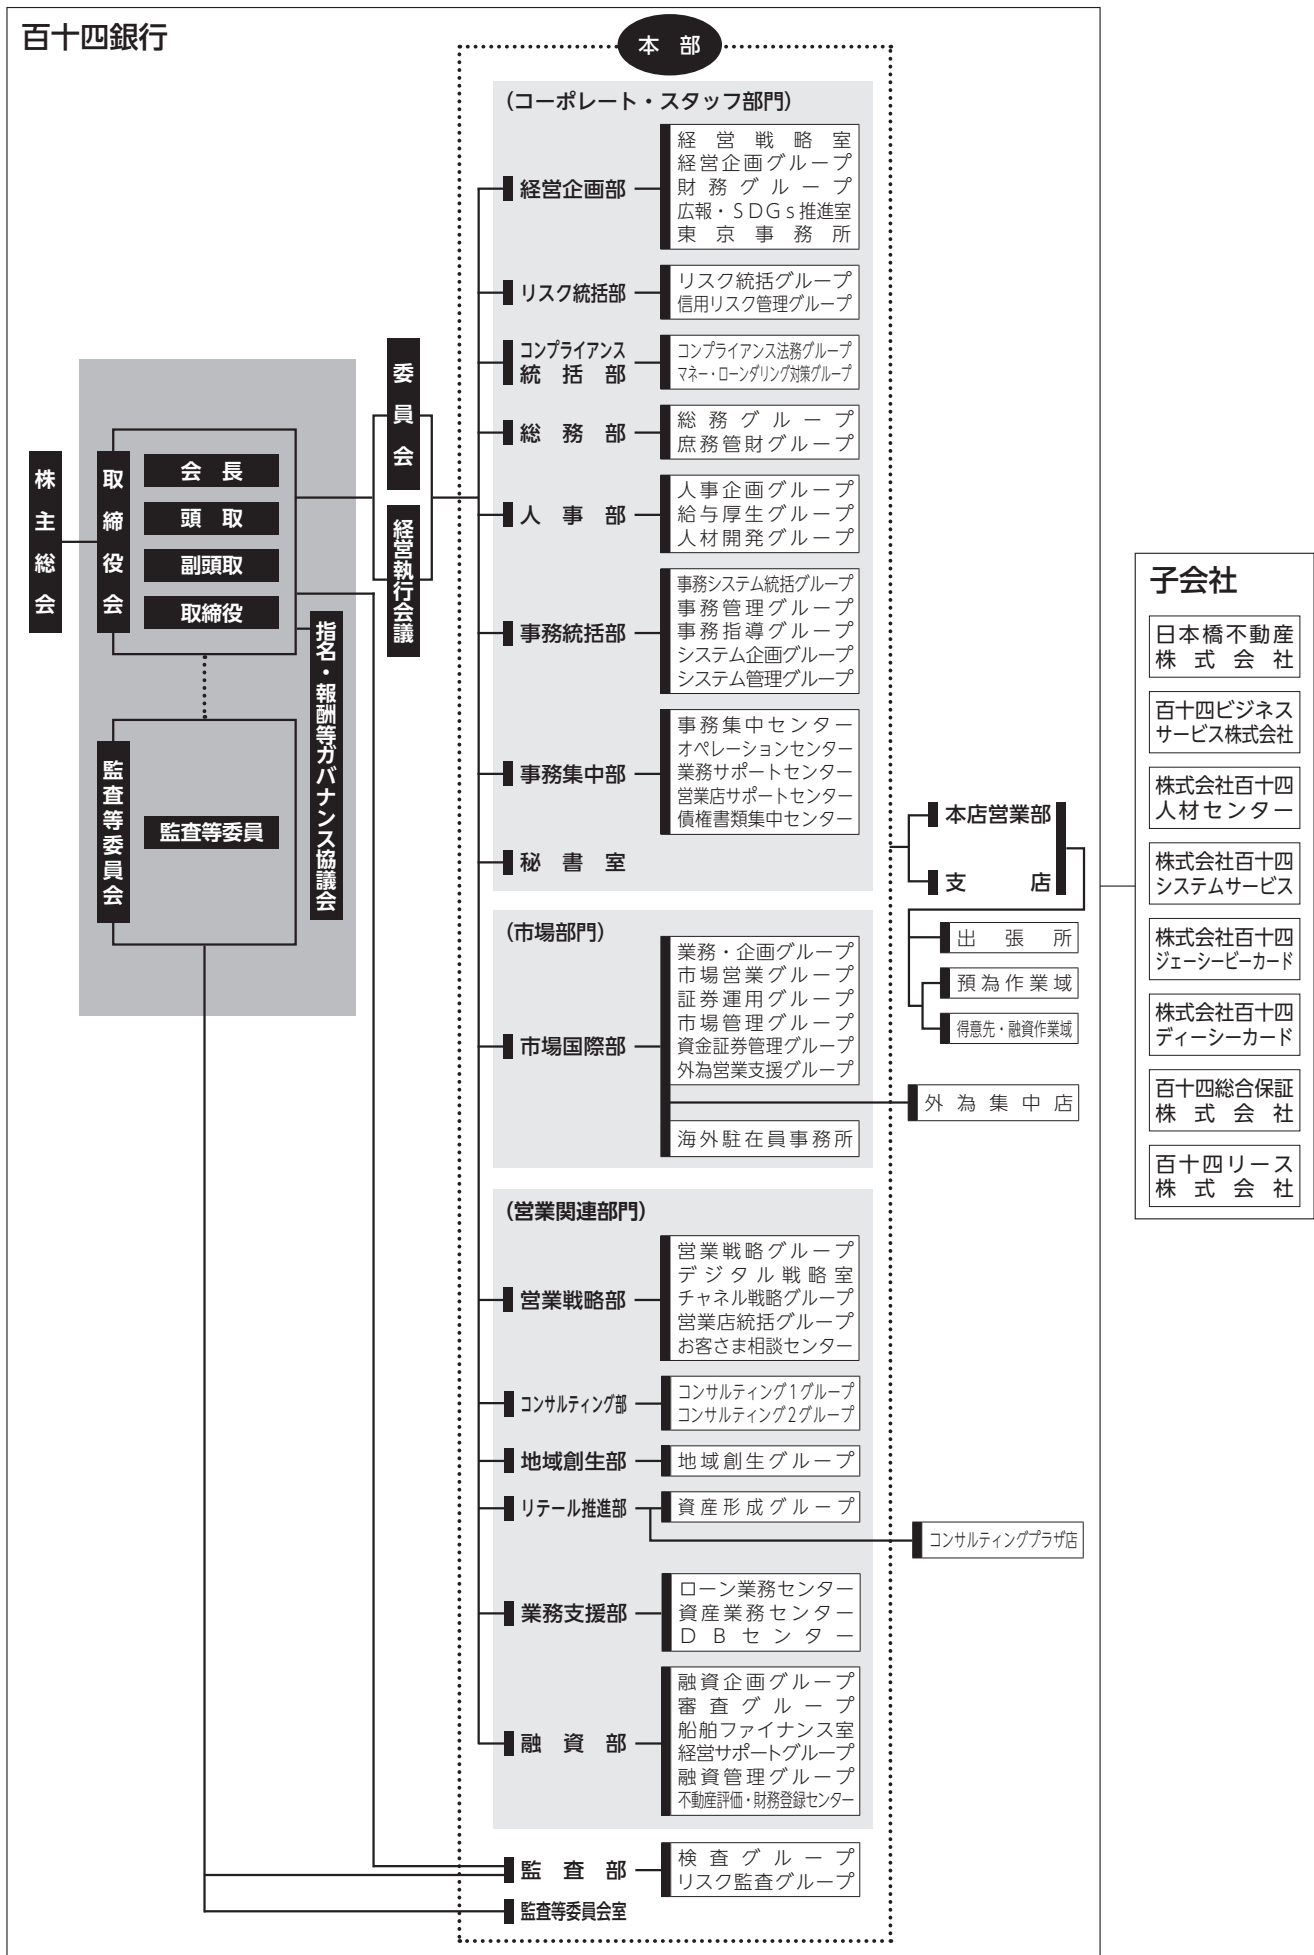 百十四銀行
本部
株主総会
取締役会
会長
頭取
副頭取
取締役
指名・報酬等ガバナンス協議会
監査等委員会
監査等委員
委員会
経営執行会議
(コーポレート・スタッフ部門)
経営企画部
経営戦略室
経営企画グループ
財務グループ
広報・SDGs推進室
東京事務所
リスク統括部
リスク統括グループ
信用リスク管理グループ
コンプライアンス
統括部
コンプライアンス法務グループ
マネー・ローンダリング対策グループ
総務部
総務グループ
庶務管財グループ
人事部
人事企画グループ
給与厚生グループ
人材開発グループ
事務統括部
事務システム統括グループ
事務管理グループ
事務指導グループ
システム企画グループ
システム管理グループ
事務集中部
事務集中センター
オペレーションセンター
業務サポートセンター
営業店サポートセンター
債権書類集中センター
秘書室
(市場部門)
市場国際部
業務・企画グループ
市場営業グループ
証券運用グループ
市場管理グループ
資金証券管理グループ
外為営業支援グループ
海外駐在員事務所
(営業関連部門)
営業戦略部
営業戦略グループ
デジタル戦略室
チャネル戦略グループ
営業店統括グループ
お客さま相談センター
コンサルティング部
コンサルティング1グループ
コンサルティング2グループ
地域創生部
地域創生グループ
リテール推進部
資産形成グループ
業務支援部
ローン業務センター
資産業務センター
DBセンター
融資部
融資企画グループ
審査グループ
船舶ファイナンス室
経営サポートグループ
融資管理グループ
不動産評価・財務登録センター
監査部
検査グループ
リスク監査グループ
監査等委員会室
本店営業部
支店
出張所
預為作業域
得意先・融資作業域
外為集中店
コンサルティングプラザ店
子会社
日本橋不動産
株式会社
百十四ビジネス
サービス株式会社
株式会社百十四
人材センター
株式会社百十四
システムサービス
株式会社百十四
ジェーシービーカード
株式会社百十四
ディーシーカード
百十四総合保証
株式会社
百十四リース
株式会社